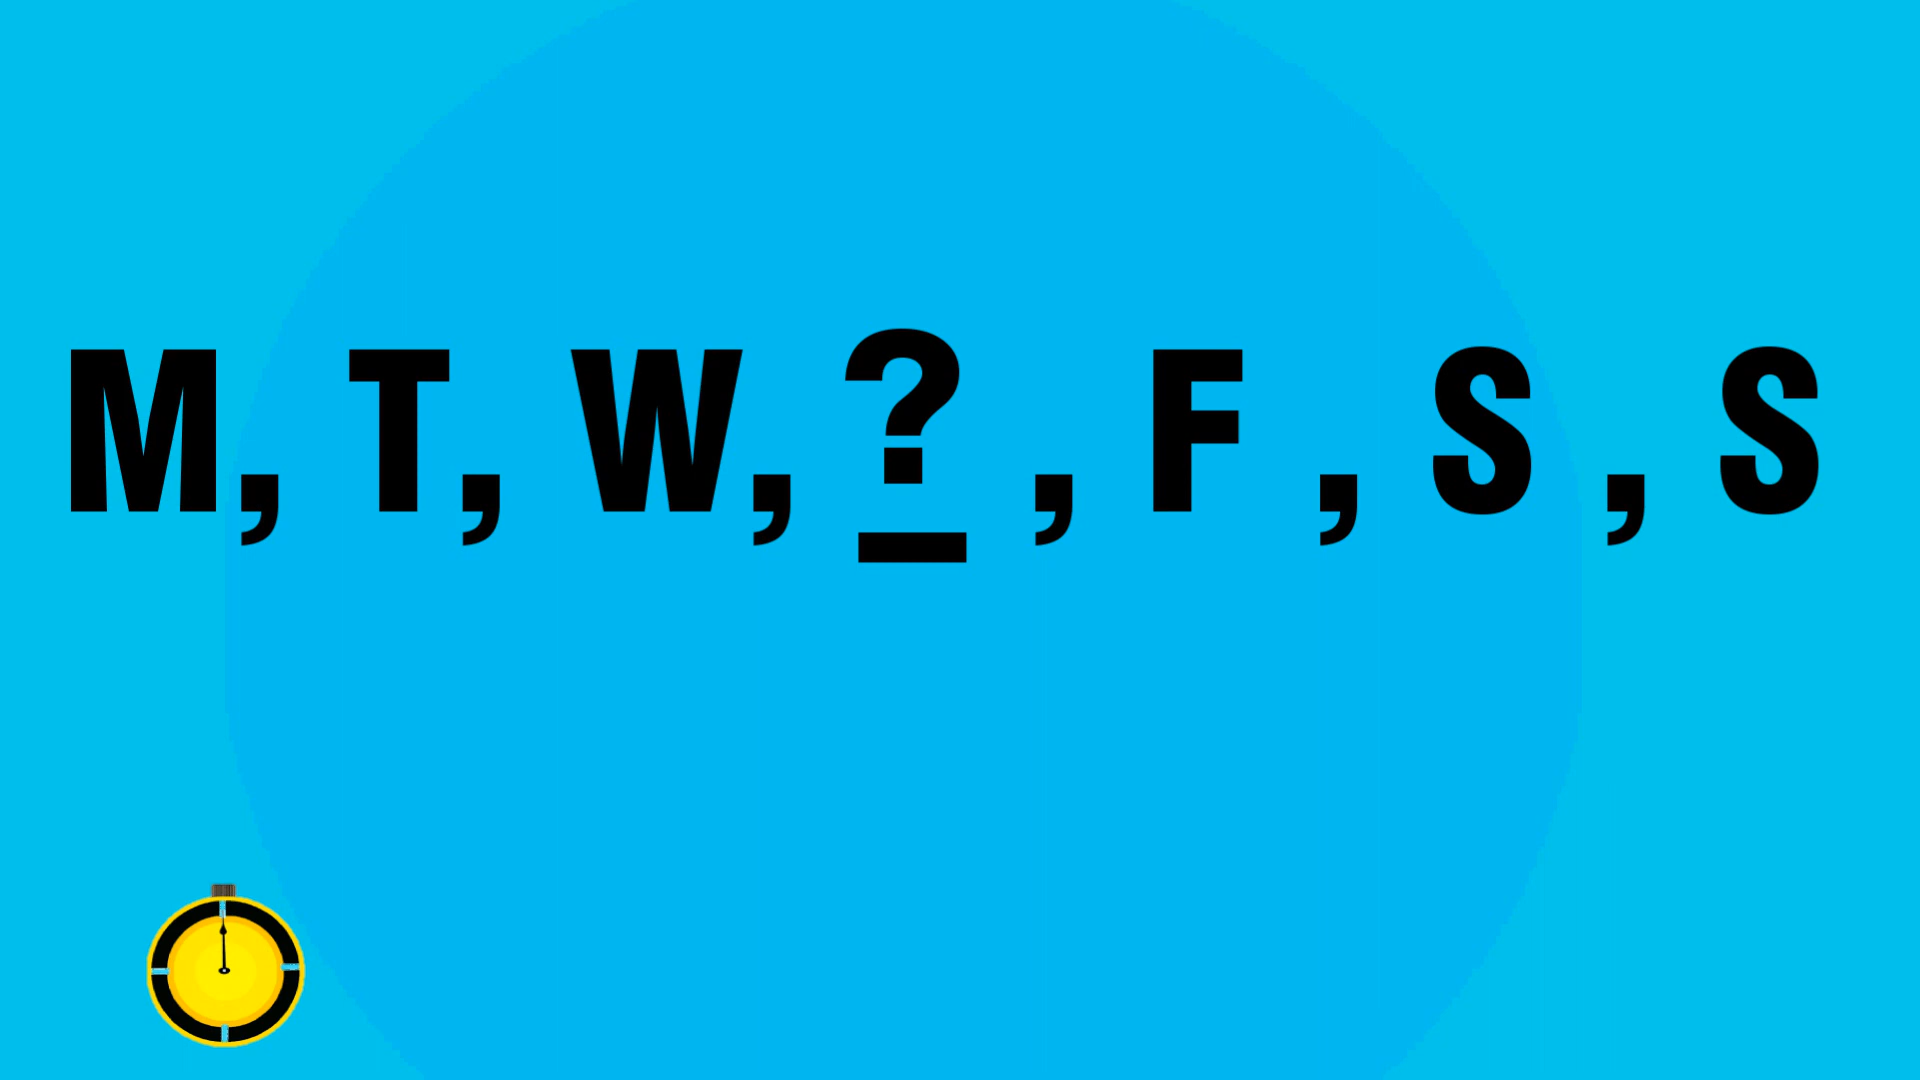 M, T, W, ? , F , S , S